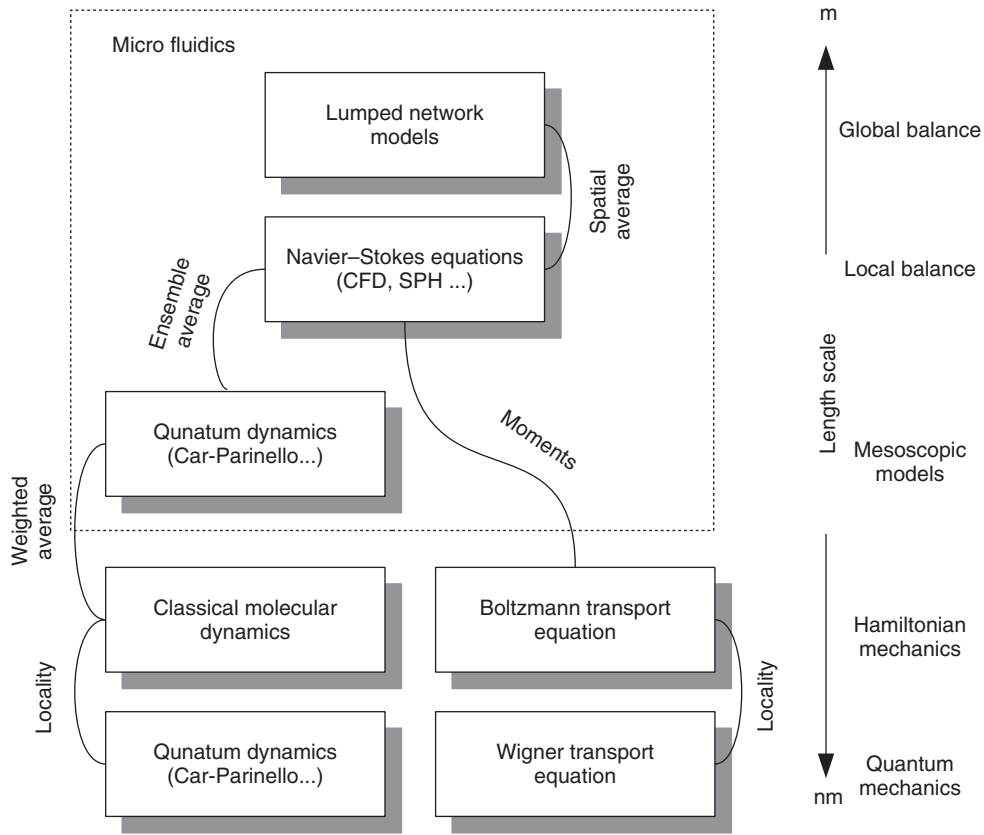 m
Micro fluidics
Lumped network
models
Global balance
Spatial
average
Navier–Stokes equations
(CFD, SPH ...)
Local balance
Ensemble
average
Length scale
Qunatum dynamics
(Car-Parinello...)
Moments
Mesoscopic
models
Weighted
average
Classical molecular
dynamics
Boltzmann transport
equation
Hamiltonian
mechanics
Locality
Locality
Qunatum dynamics
(Car-Parinello...)
Wigner transport
equation
Quantum
mechanics
nm